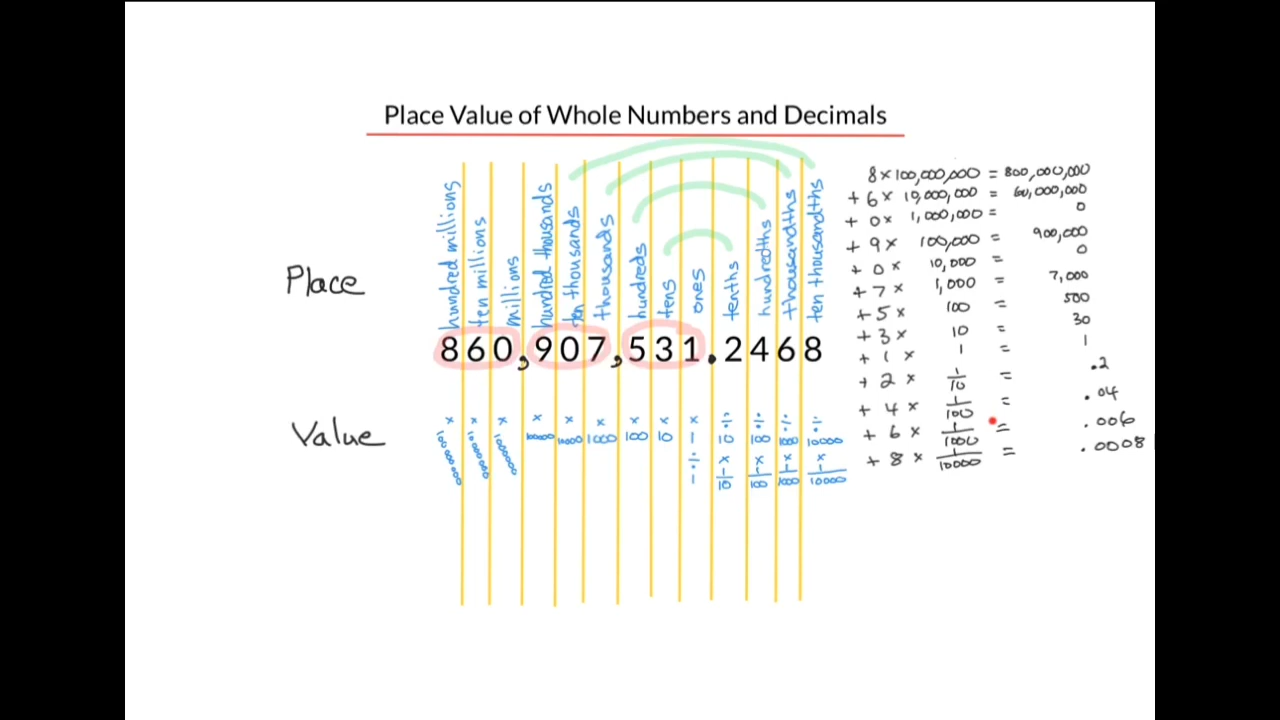 Place Value of Whole Numbers and Decimals
hundred millions
ten millions
millions
hundred thousands
ten thousands
thousands
hundreds
tens
ones
tenths
hundredths
thousandths
ten thousandths
Place
860,907,531.2468
Value
8 × 100,000,000 = 800,000,000
+ 6 × 10,000,000 = 60,000,000
+ 0 × 1,000,000 = 0
+ 9 × 100,000 = 900,000
+ 0 × 10,000 = 0
+ 7 × 1,000 = 7,000
+ 5 × 100 = 500
+ 3 × 10 = 30
+ 1 × 1 = 1
+ 2 × 1/10 = .2
+ 4 × 1/100 = .04
+ 6 × 1/1000 = .006
+ 8 × 1/10000 = .0008